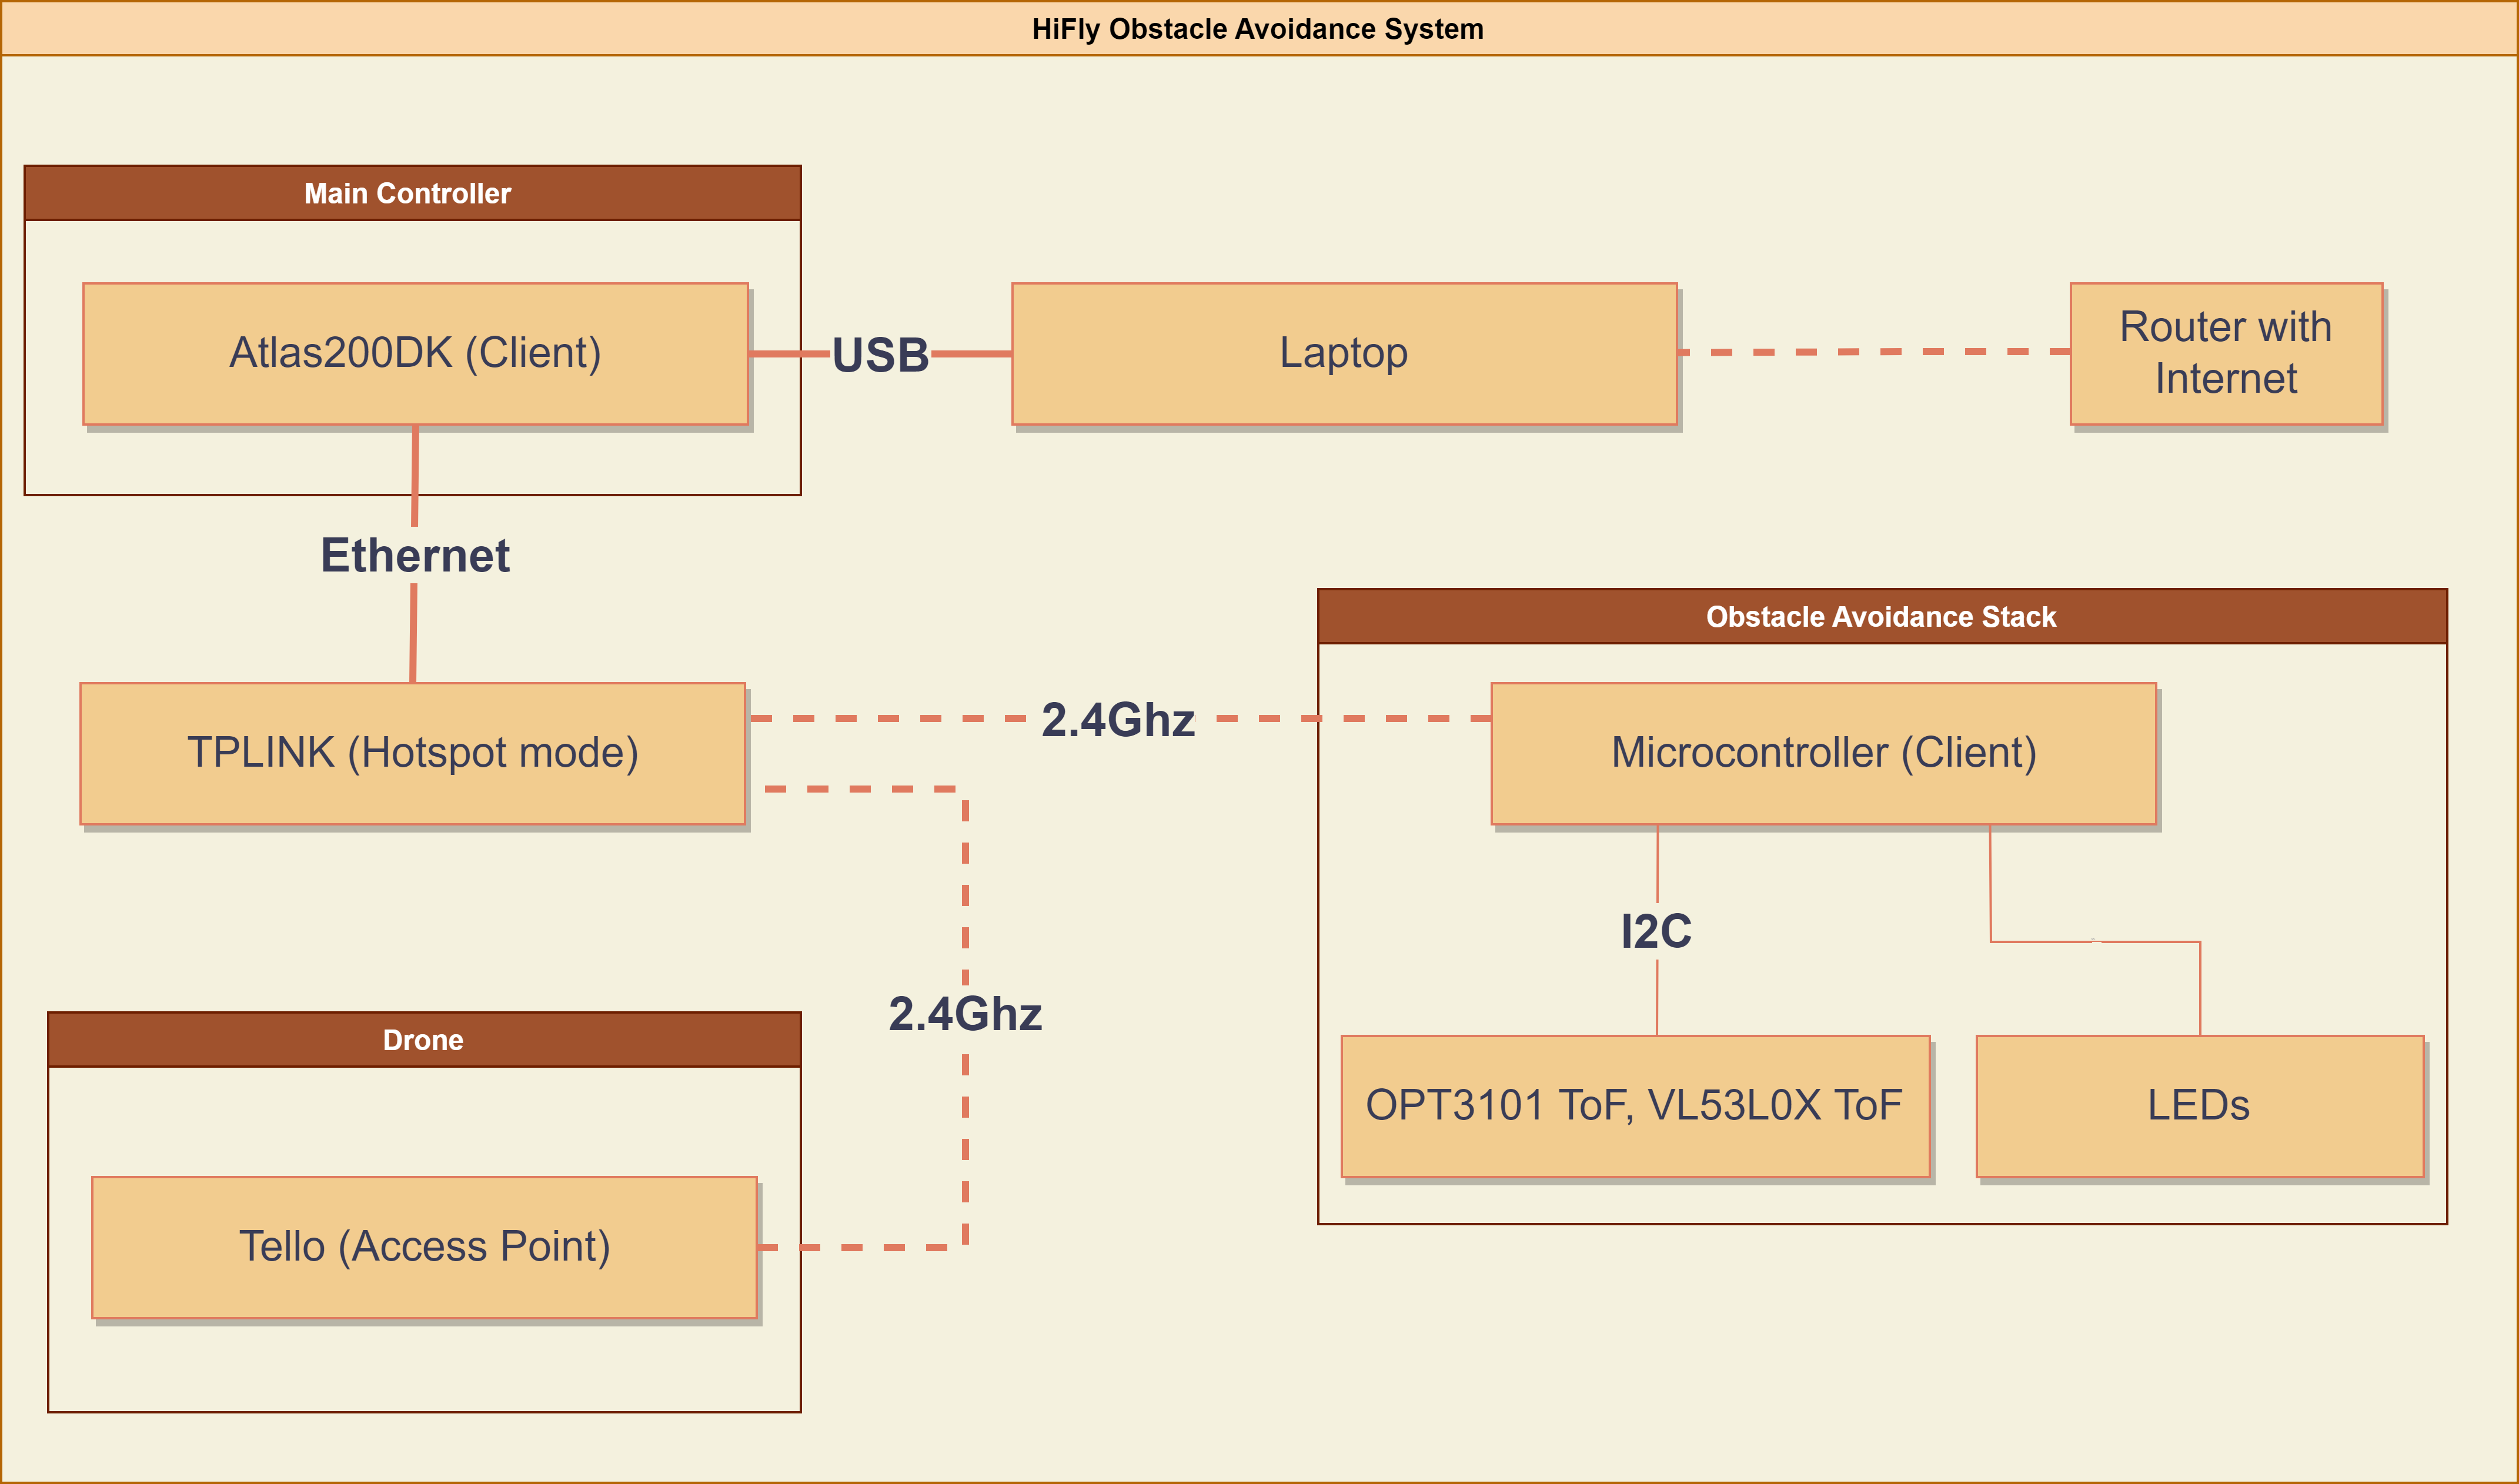 HiFly Obstacle Avoidance System
Main Controller
Atlas200DK (Client)
USB
Laptop
Router with
Internet
Ethernet
Obstacle Avoidance Stack
TPLINK (Hotspot mode)
2.4Ghz
Microcontroller (Client)
I2C
2.4Ghz
Drone
OPT3101 ToF, VL53L0X ToF
LEDs
Tello (Access Point)